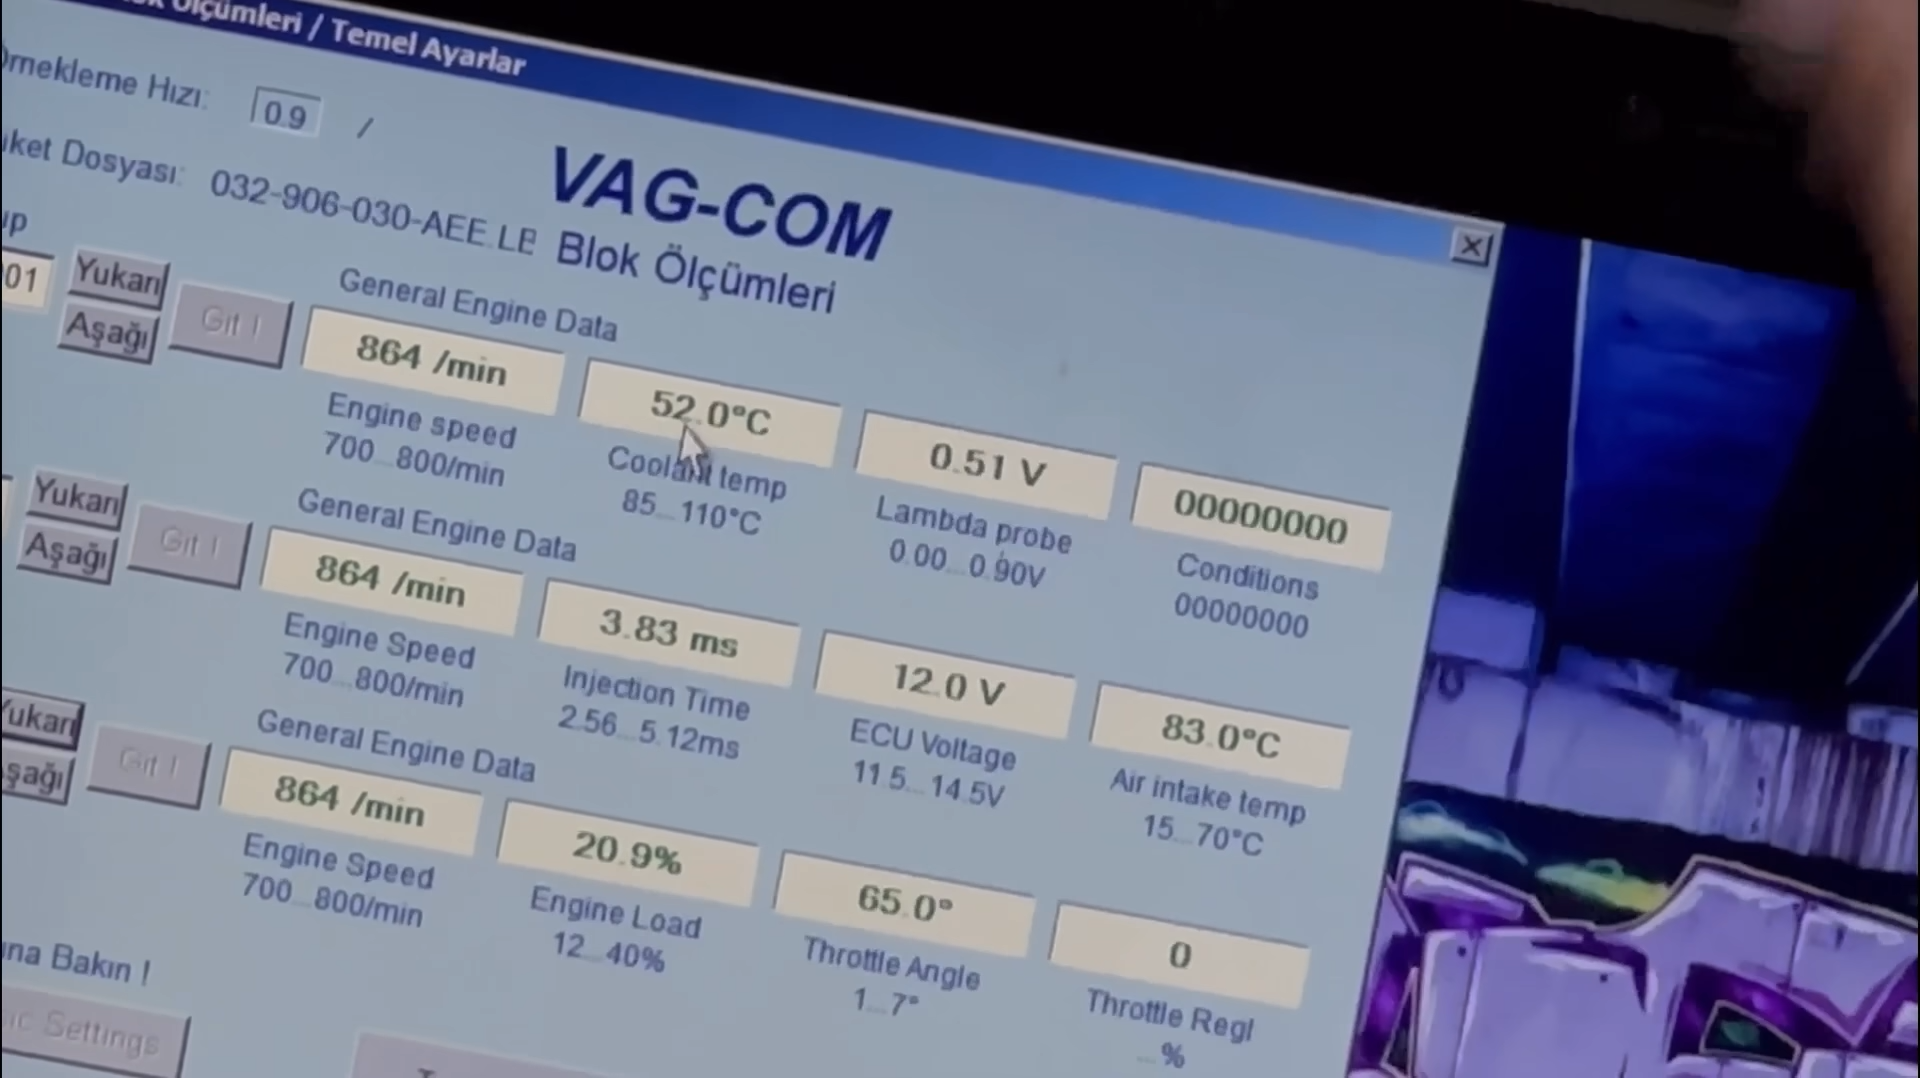 Ölçümleri / Temel Ayarlar
Örnekleme Hızı: 0.9 /
Dosyası: 032-906-030-AEE.LB
VAG-COM
Blok Ölçümleri
01
Yukarı
Aşağı
Git !
General Engine Data
864 /min
52.0°C
0.51 V
00000000
Engine speed
700...800/min
Coolant temp
85...110°C
Lambda probe
0.00...0.90V
Conditions
00000000
Yukarı
Aşağı
Git !
General Engine Data
864 /min
3.83 ms
12.0 V
83.0°C
Engine Speed
700...800/min
Injection Time
2.56...5.12ms
ECU Voltage
11.5...14.5V
Air intake temp
15...70°C
Yukarı
Aşağı
Git !
General Engine Data
864 /min
20.9%
65.0°
0
Engine Speed
700...800/min
Engine Load
12...40%
Throttle Angle
1...7°
Throttle Regl
...%
Bakın !
Settings